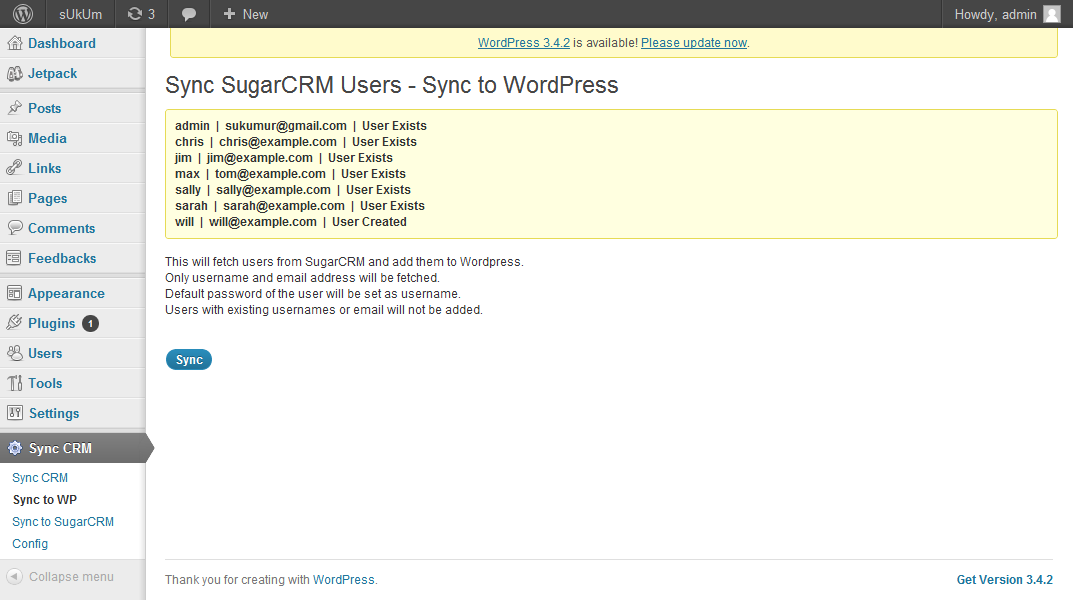 sUkUm 3 New Howdy, admin
Dashboard
Jetpack
Posts
Media
Links
Pages
Comments
Feedbacks
Appearance
Plugins 1
Users
Tools
Settings
Sync CRM
Sync CRM
Sync to WP
Sync to SugarCRM
Config
Collapse menu
WordPress 3.4.2 is available! Please update now.
Sync SugarCRM Users - Sync to WordPress
admin | sukumur@gmail.com | User Exists
chris | chris@example.com | User Exists
jim | jim@example.com | User Exists
max | tom@example.com | User Exists
sally | sally@example.com | User Exists
sarah | sarah@example.com | User Exists
will | will@example.com | User Created
This will fetch users from SugarCRM and add them to Wordpress.
Only username and email address will be fetched.
Default password of the user will be set as username.
Users with existing usernames or email will not be added.
Sync
Thank you for creating with WordPress.
Get Version 3.4.2